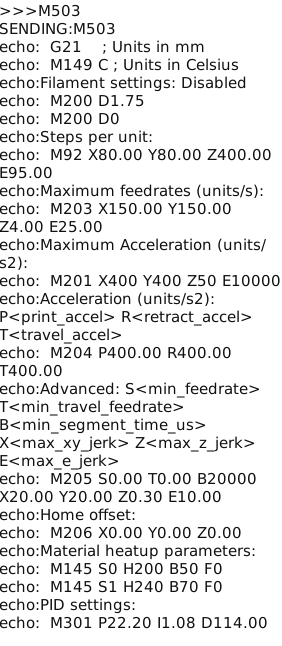 >>>M503
SENDING:M503
echo:  G21    ; Units in mm
echo:  M149 C ; Units in Celsius
echo:Filament settings: Disabled
echo:  M200 D1.75
echo:  M200 D0
echo:Steps per unit:
echo:  M92 X80.00 Y80.00 Z400.00
E95.00
echo:Maximum feedrates (units/s):
echo:  M203 X150.00 Y150.00
Z4.00 E25.00
echo:Maximum Acceleration (units/
s2):
echo:  M201 X400 Y400 Z50 E10000
echo:Acceleration (units/s2):
P<print_accel> R<retract_accel>
T<travel_accel>
echo:  M204 P400.00 R400.00
T400.00
echo:Advanced: S<min_feedrate>
T<min_travel_feedrate>
B<min_segment_time_us>
X<max_xy_jerk> Z<max_z_jerk>
E<max_e_jerk>
echo:  M205 S0.00 T0.00 B20000
X20.00 Y20.00 Z0.30 E10.00
echo:Home offset:
echo:  M206 X0.00 Y0.00 Z0.00
echo:Material heatup parameters:
echo:  M145 S0 H200 B50 F0
echo:  M145 S1 H240 B70 F0
echo:PID settings:
echo:  M301 P22.20 I1.08 D114.00